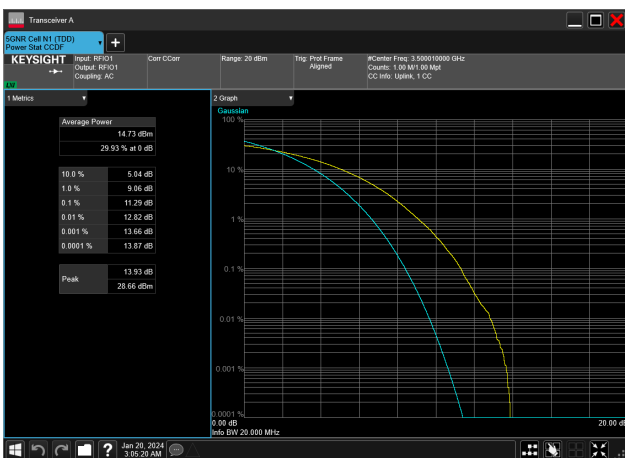 Transceiver A
5GNR Cell N1 (TDD)
Power Stat CCDF
KEYSIGHT
LXI
Input: RFIO1
Output: RFIO1
Coupling: AC
Corr CCorr
Range: 20 dBm
Trig: Prot Frame
Aligned
#Center Freq: 3.500010000 GHz
Counts: 1.00 M/1.00 Mpt
CC Info: Uplink, 1 CC
1 Metrics
Average Power
14.73 dBm
29.93 % at 0 dB
10.0 % 5.04 dB
1.0 % 9.06 dB
0.1 % 11.29 dB
0.01 % 12.82 dB
0.001 % 13.66 dB
0.0001 % 13.87 dB
Peak
13.93 dB
28.66 dBm
2 Graph
Gaussian
100 %
10 %
1 %
0.1 %
0.01 %
0.001 %
0.0001 %
0.00 dB
20.00 dB
Info BW 20.000 MHz
?
Jan 20, 2024
3:05:20 AM